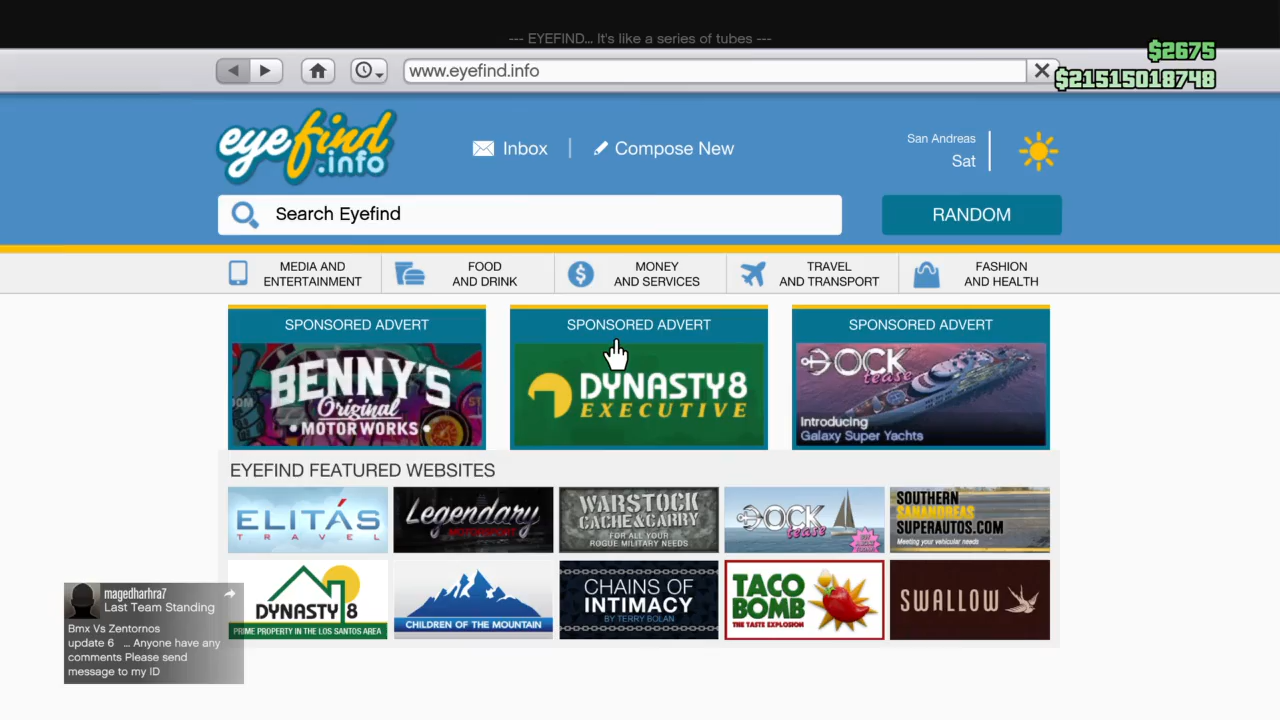 --- EYEFIND... It's like a series of tubes ---
$2675
www.eyefind.info
$21515018748
eyefind
.info
Inbox
Compose New
San Andreas
Sat
Search Eyefind
RANDOM
MEDIA AND
ENTERTAINMENT
FOOD
AND DRINK
MONEY
AND SERVICES
TRAVEL
AND TRANSPORT
FASHION
AND HEALTH
SPONSORED ADVERT
BENNY'S
Original
MOTOR WORKS
SPONSORED ADVERT
DYNASTY8
EXECUTIVE
SPONSORED ADVERT
DOCK
tease
Introducing
Galaxy Super Yachts
EYEFIND FEATURED WEBSITES
ELITÁS
TRAVEL
Legendary
MOTORSPORT
WARSTOCK
CACHE&CARRY
FOR ALL YOUR
ROGUE MILITARY NEEDS
DOCK
tease
SOUTHERN
SANANDREAS
SUPERAUTOS.COM
Meeting your vehicular needs
DYNASTY 8
PRIME PROPERTY IN THE LOS SANTOS AREA
CHILDREN OF THE MOUNTAIN
CHAINS OF
INTIMACY
BY TERRY BOLAN
TACO
BOMB
THE TASTE EXPLOSION
SWALLOW
magedharhra7
Last Team Standing
Bmx Vs Zentornos
update 6 ... Anyone have any
comments Please send
message to my ID